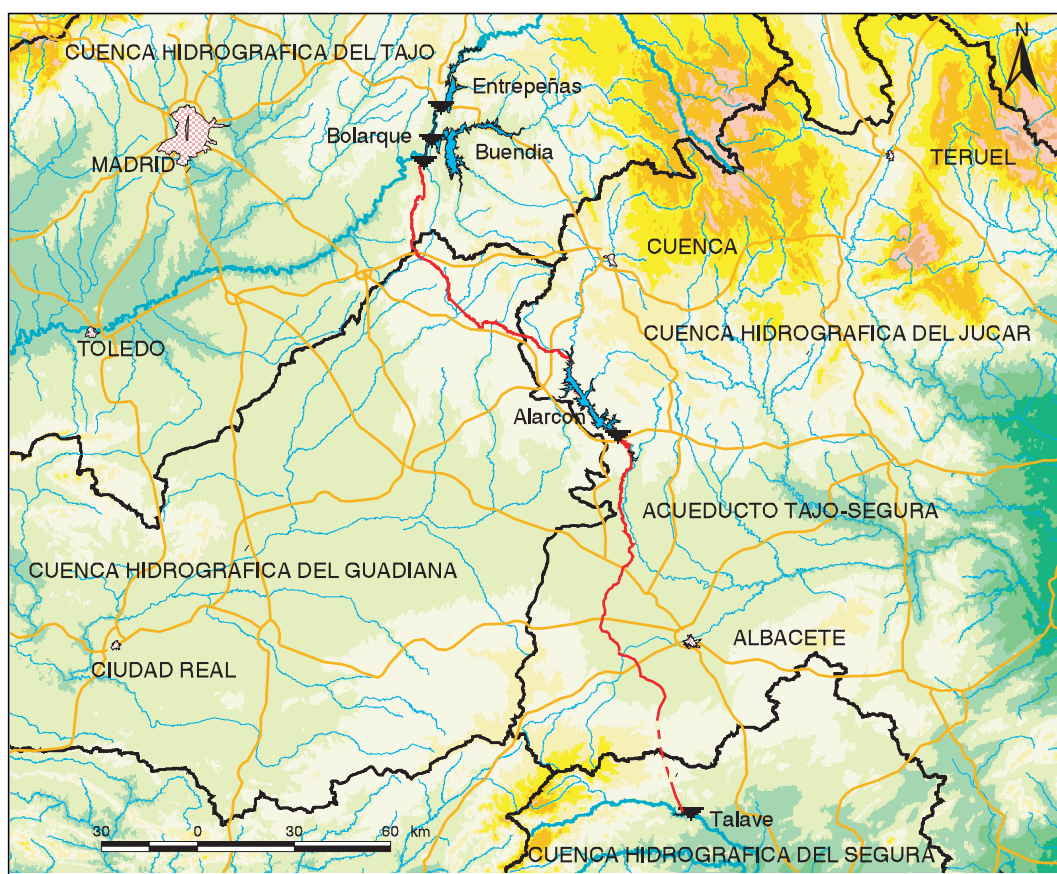 CUENCA HIDROGRAFICA DEL TAJO
N
Entrepeñas
Bolarque
Buendia
MADRID
TERUEL
CUENCA
CUENCA HIDROGRAFICA DEL JUCAR
TOLEDO
Alarcon
ACUEDUCTO TAJO-SEGURA
CUENCA HIDROGRAFICA DEL GUADIANA
ALBACETE
CIUDAD REAL
Talave
30 0 30 60 km
CUENCA HIDROGRAFICA DEL SEGURA